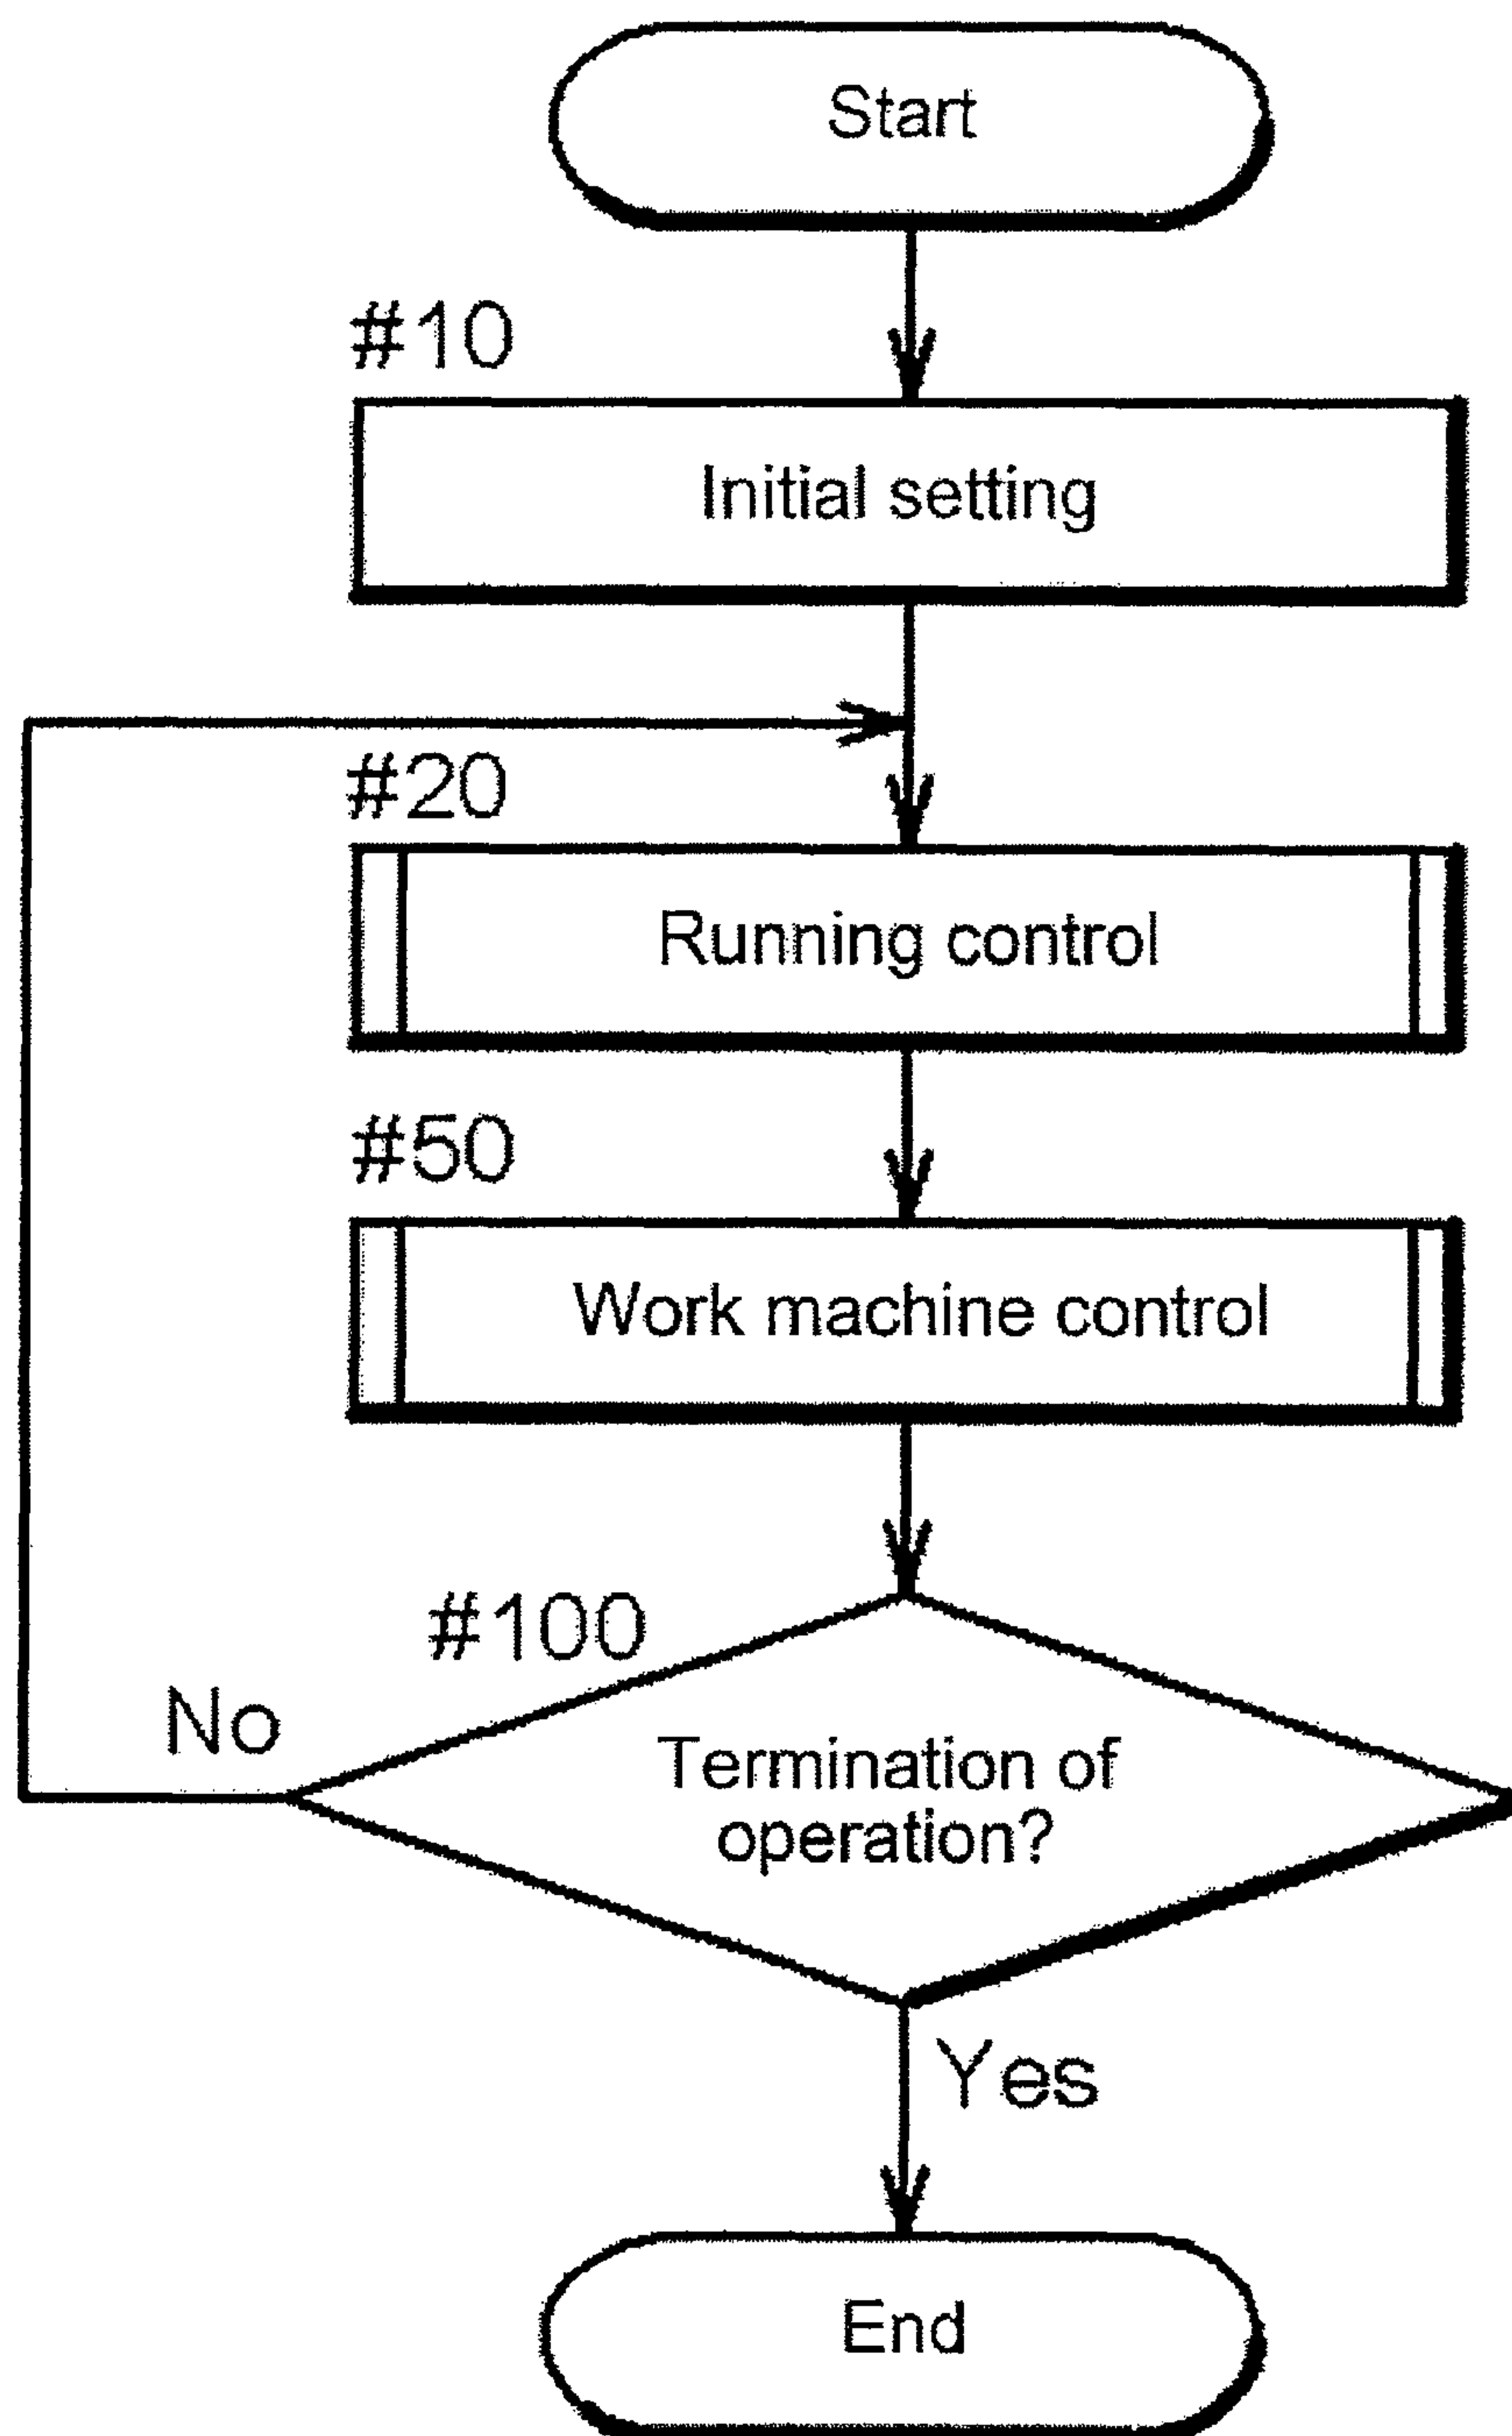 Start
#10
Initial setting
#20
Running control
#50
Work machine control
#100
No
Termination of
operation?
Yes
End